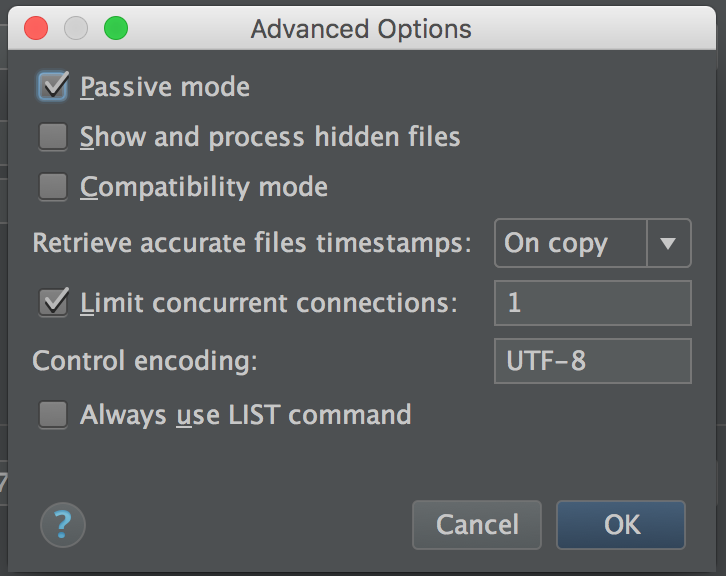 Advanced Options
Passive mode
Show and process hidden files
Compatibility mode
Retrieve accurate files timestamps: On copy
Limit concurrent connections: 1
Control encoding: UTF-8
Always use LIST command
7
? Cancel OK